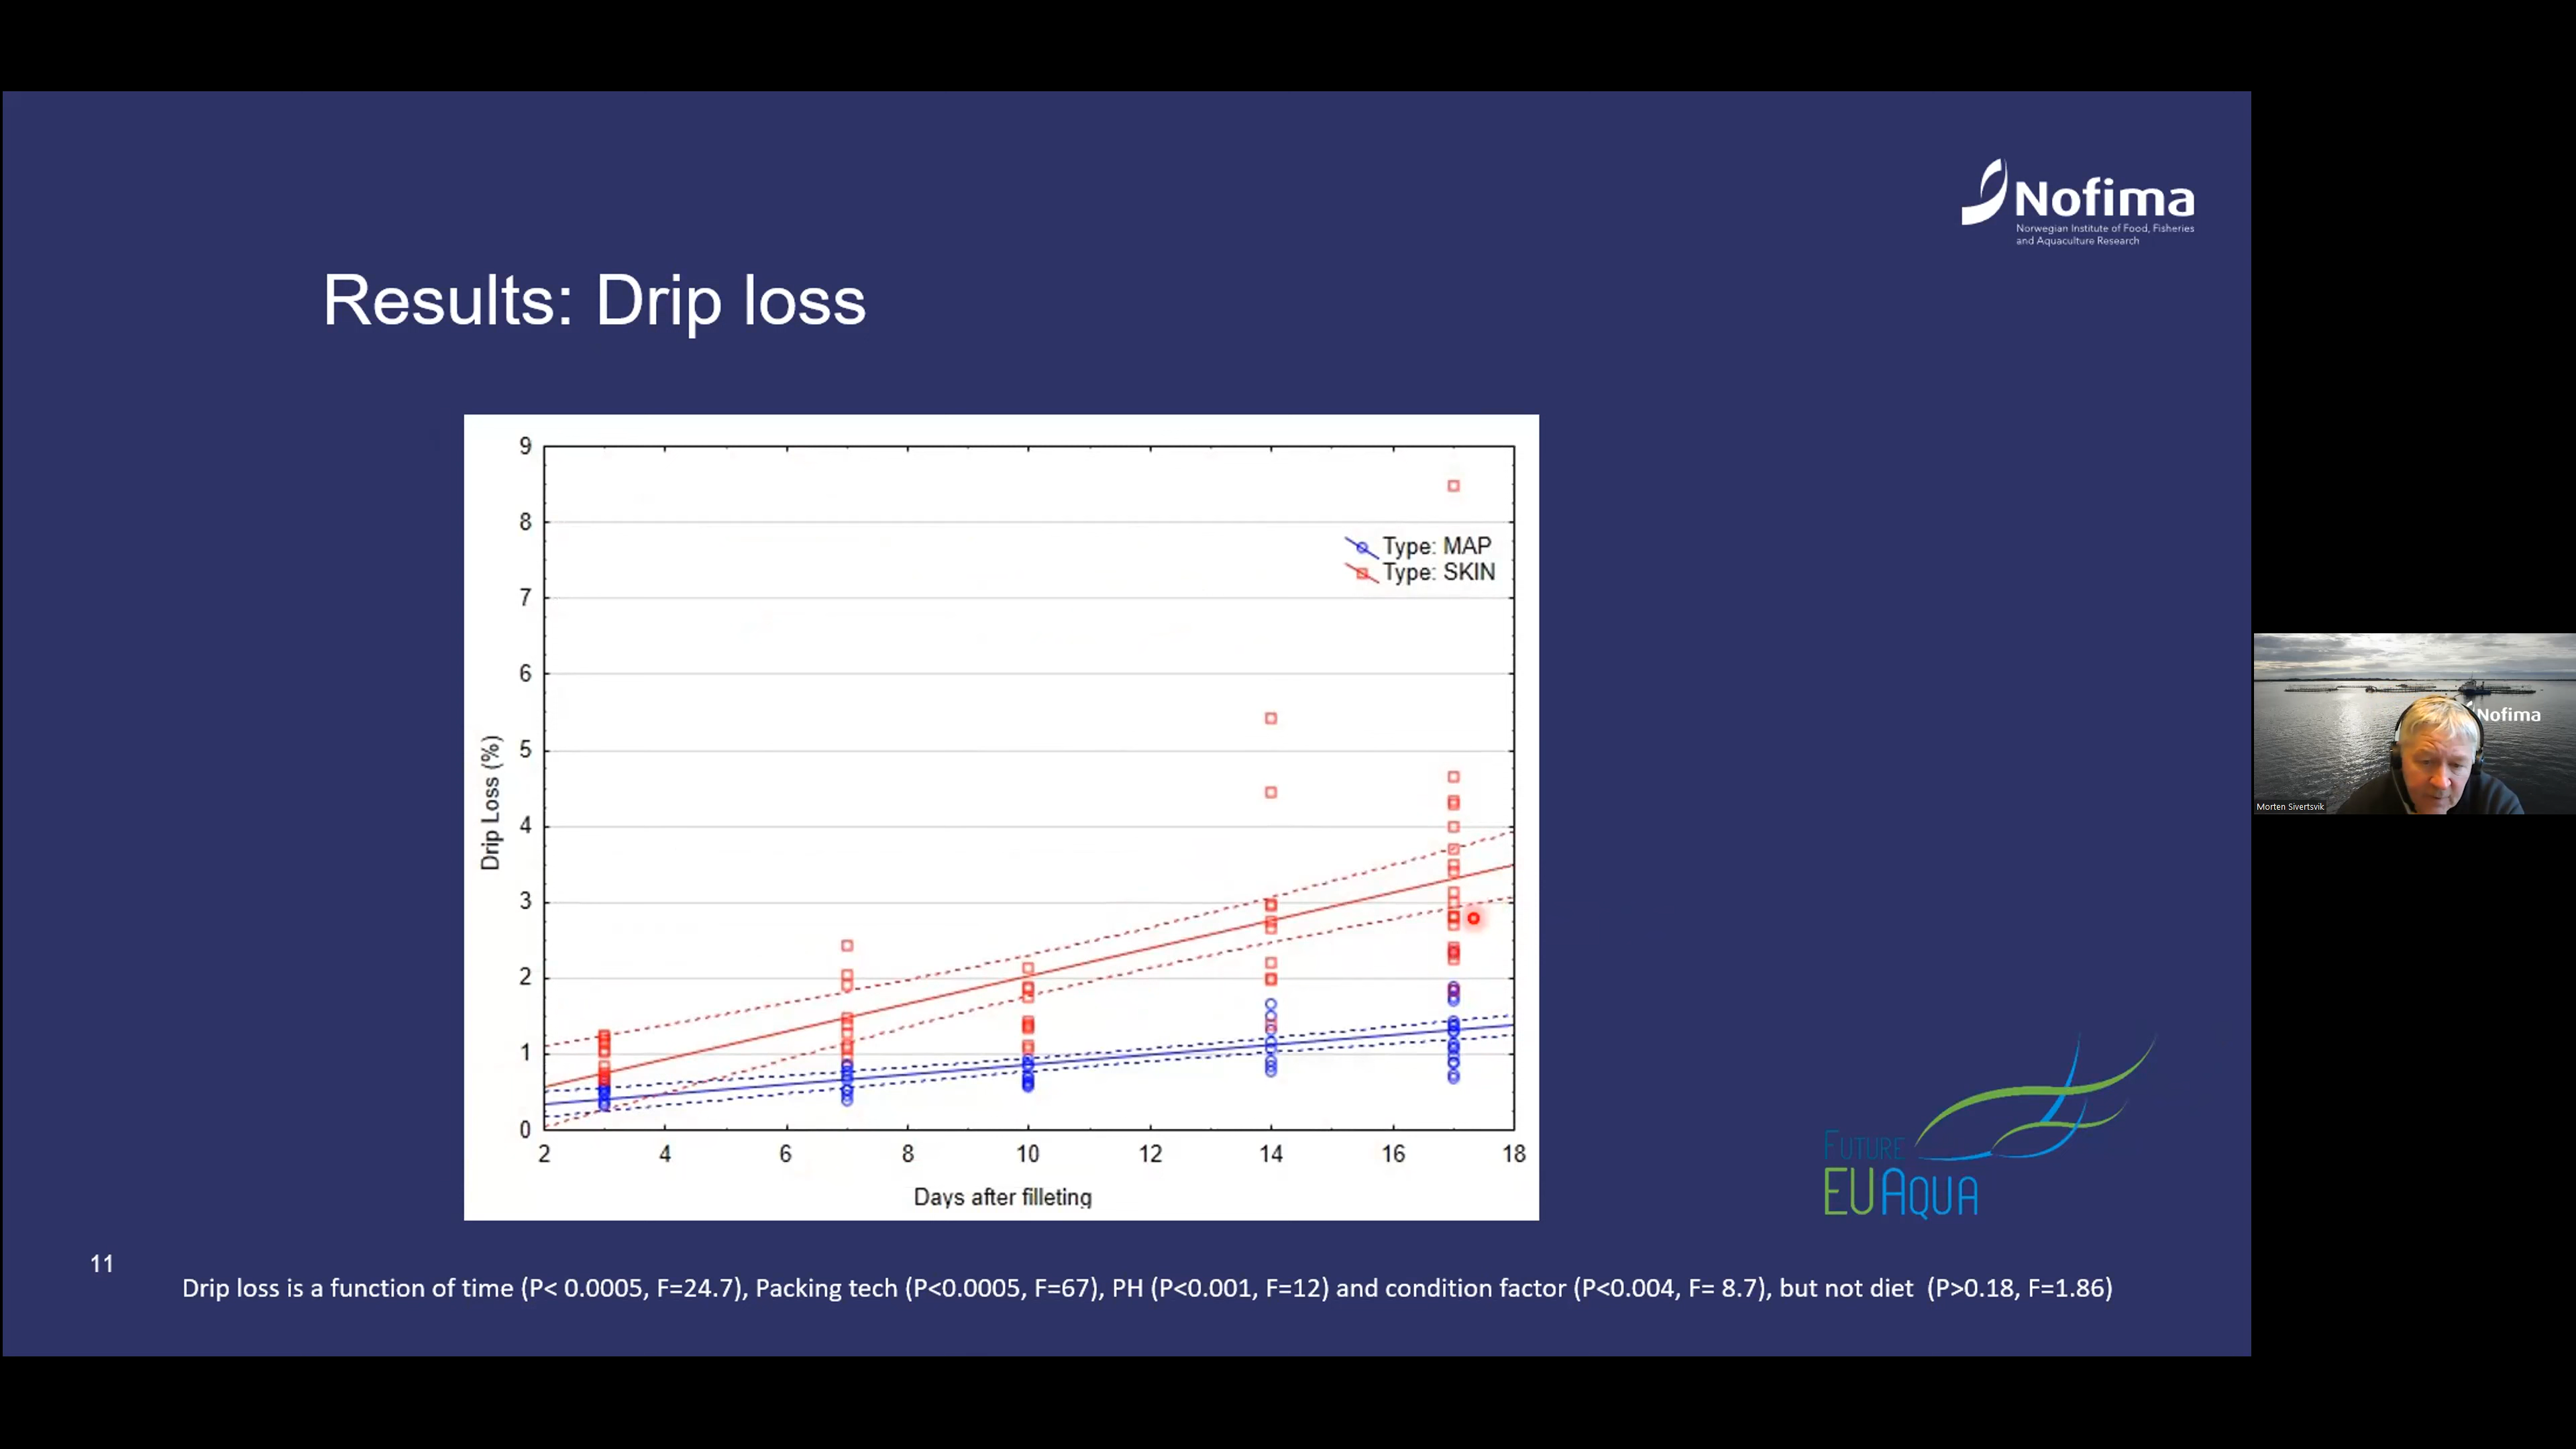 Nofima
Norwegian Institute of Food, Fisheries
and Aquaculture Research
Results: Drip loss
9
8
7
6
5
4
3
2
1
0
Drip Loss (%)
Type: MAP
Type: SKIN
2 4 6 8 10 12 14 16 18
Days after filleting
Nofima
Morten Sivertsvik
FUTURE
EUAQUA
11
Drip loss is a function of time (P< 0.0005, F=24.7), Packing tech (P<0.0005, F=67), PH (P<0.001, F=12) and condition factor (P<0.004, F= 8.7), but not diet (P>0.18, F=1.86)